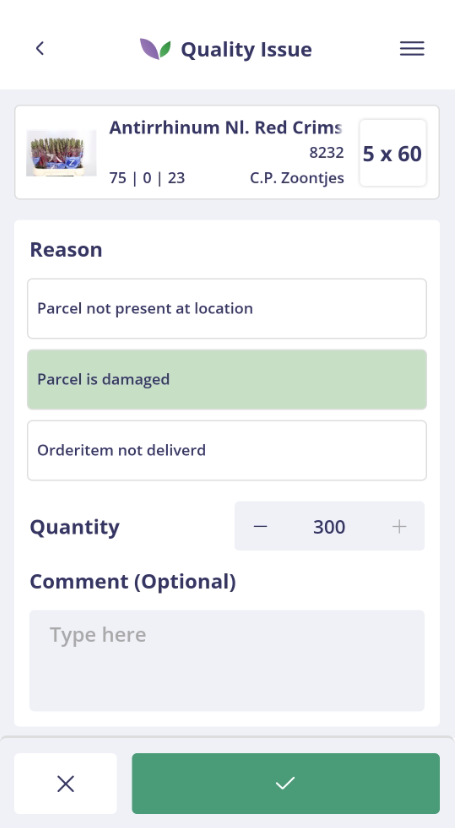 Quality Issue
Antirrhinum Nl. Red Crims
8232
75 | 0 | 23
C.P. Zoontjes
5 x 60
Reason
Parcel not present at location
Parcel is damaged
Orderitem not deliverd
Quantity
300
Comment (Optional)
Type here